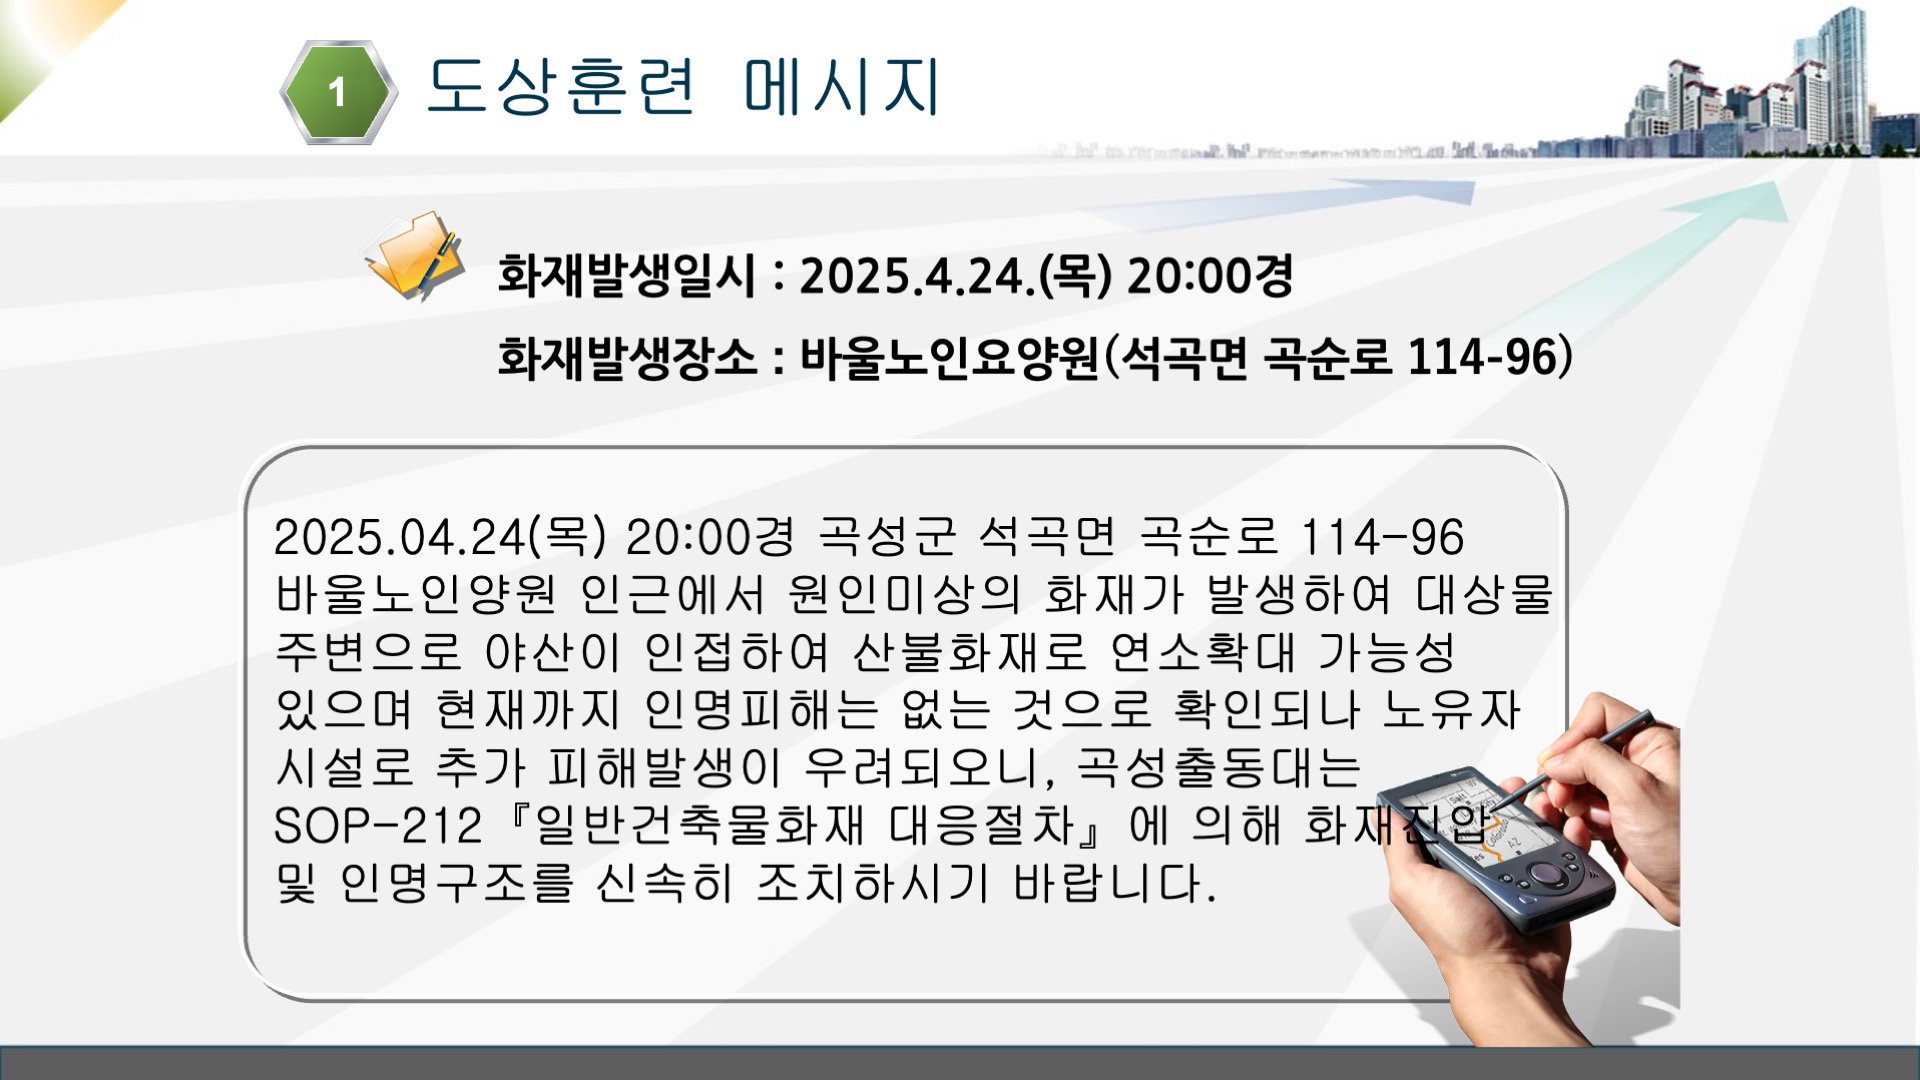 1
도상훈련 메시지
화재발생일시 : 2025.4.24.(목) 20:00경
화재발생장소 : 바울노인요양원(석곡면 곡순로 114-96)
2025.04.24(목) 20:00경 곡성군 석곡면 곡순로 114-96
바울노인양원 인근에서 원인미상의 화재가 발생하여 대상물
주변으로 야산이 인접하여 산불화재로 연소확대 가능성
있으며 현재까지 인명피해는 없는 것으로 확인되나 노유자
시설로 추가 피해발생이 우려되오니, 곡성출동대는
SOP-212『일반건축물화재 대응절차』에 의해 화재진압
및 인명구조를 신속히 조치하시기 바랍니다.